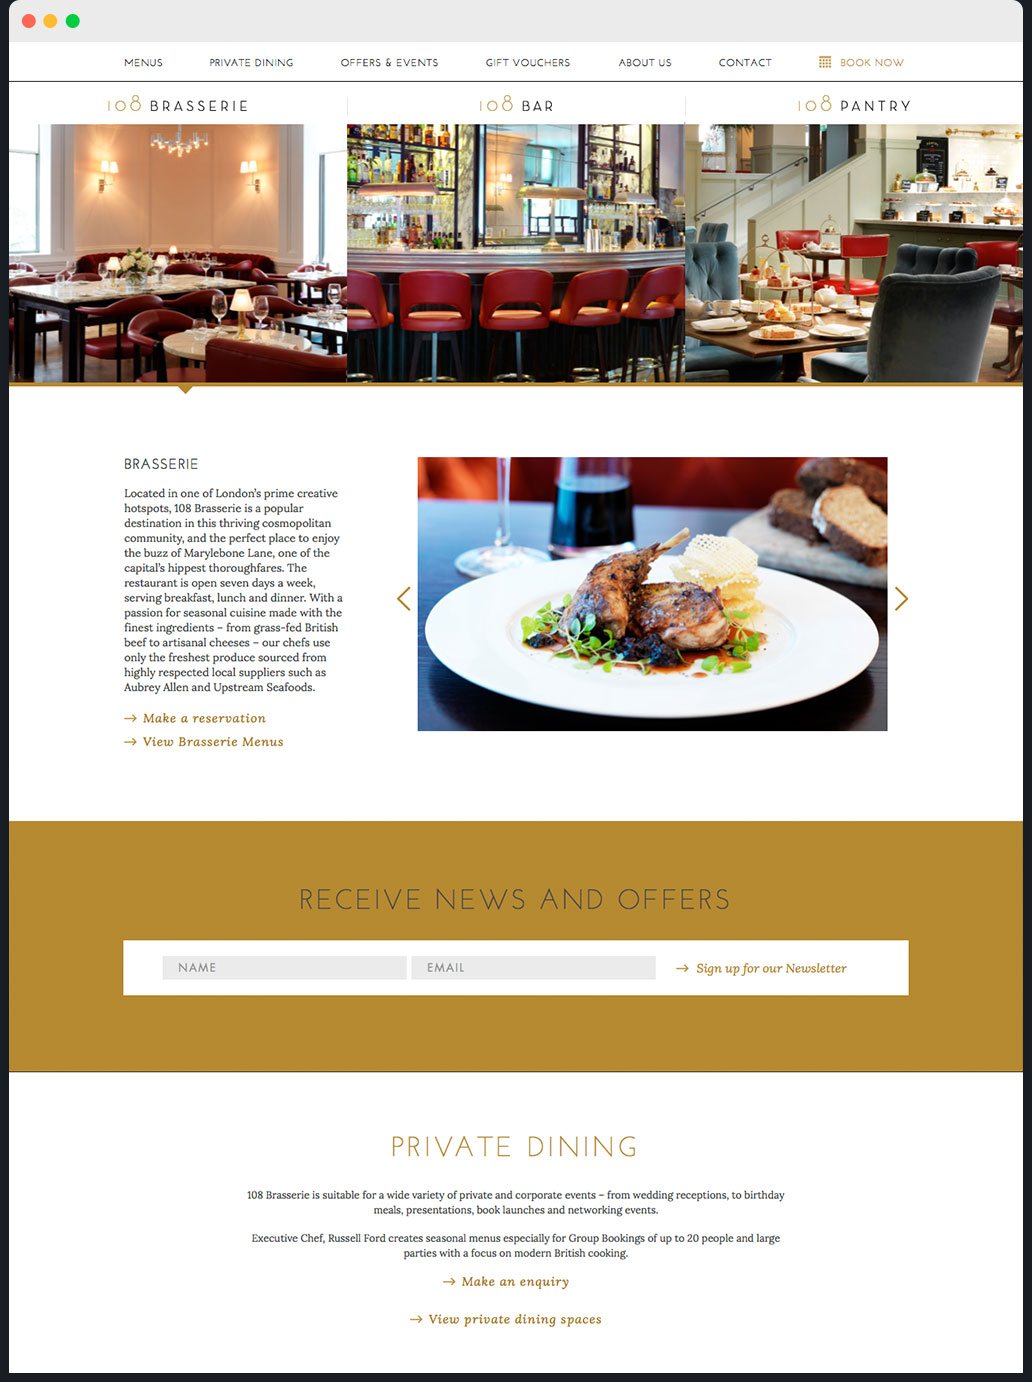 MENUS PRIVATE DINING OFFERS & EVENTS GIFT VOUCHERS ABOUT US CONTACT BOOK NOW
108 BRASSERIE 108 BAR 108 PANTRY
BRASSERIE
Located in one of London’s prime creative
hotspots, 108 Brasserie is a popular
destination in this thriving cosmopolitan
community, and the perfect place to enjoy
the buzz of Marylebone Lane, one of the
capital’s hippest thoroughfares. The
restaurant is open seven days a week,
serving breakfast, lunch and dinner. With a
passion for seasonal cuisine made with the
finest ingredients – from grass-fed British
beef to artisanal cheeses – our chefs use
only the freshest produce sourced from
highly respected local suppliers such as
Aubrey Allen and Upstream Seafoods.
→ Make a reservation
→ View Brasserie Menus
RECEIVE NEWS AND OFFERS
NAME EMAIL → Sign up for our Newsletter
PRIVATE DINING
108 Brasserie is suitable for a wide variety of private and corporate events – from wedding receptions, to birthday
meals, presentations, book launches and networking events.
Executive Chef, Russell Ford creates seasonal menus especially for Group Bookings of up to 20 people and large
parties with a focus on modern British cooking.
→ Make an enquiry
→ View private dining spaces